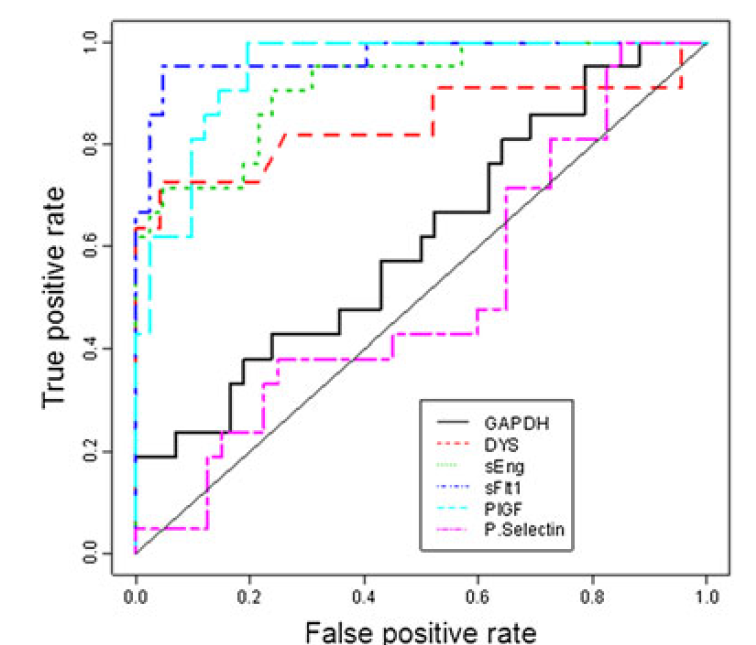 1.0
0.8
0.6
0.4
0.2
0.0
True positive rate
GAPDH
DYS
sEng
sFlt1
PlGF
P.Selectin
0.0 0.2 0.4 0.6 0.8 1.0
False positive rate